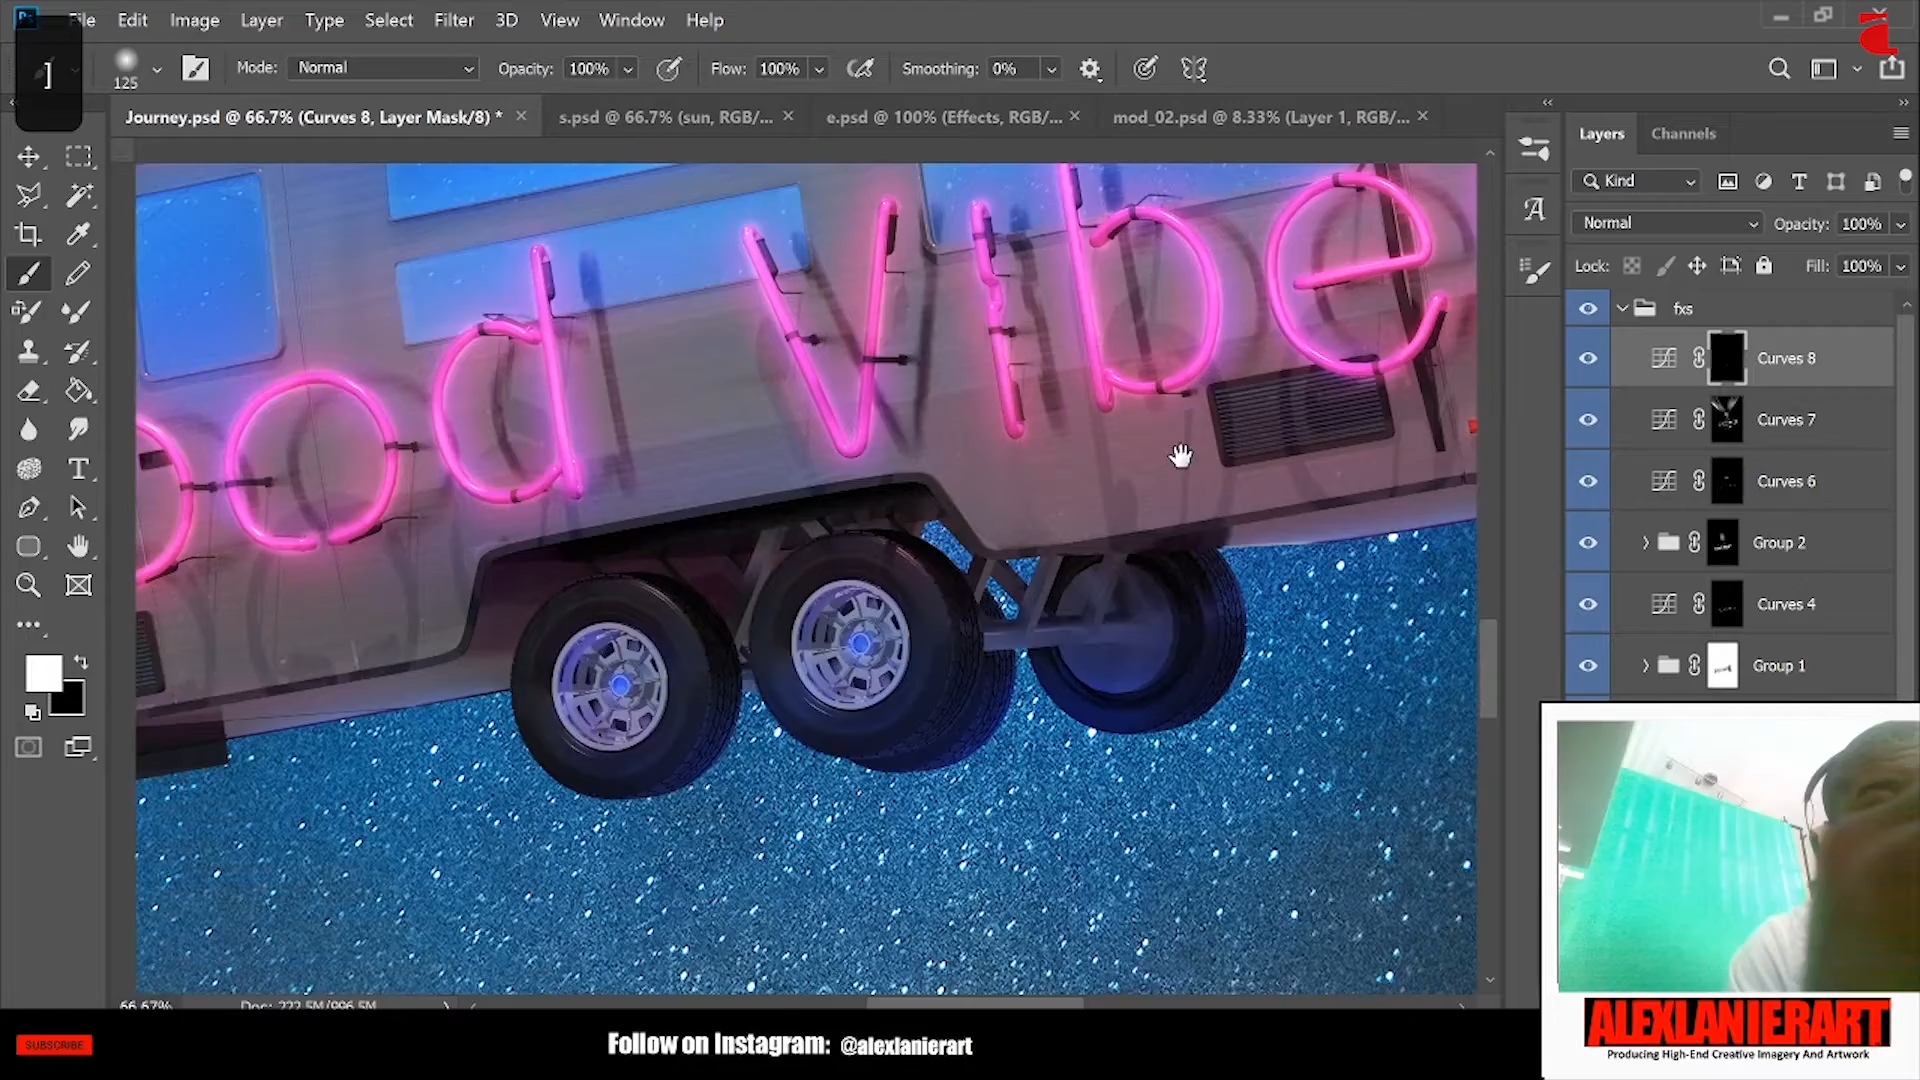 File Edit Image Layer Type Select Filter 3D View Window Help
]
125 Mode: Normal Opacity: 100% Flow: 100% Smoothing: 0%
Journey.psd @ 66.7% (Curves 8, Layer Mask/8) * s.psd @ 66.7% (sun, RGB/... e.psd @ 100% (Effects, RGB/... mod_02.psd @ 8.33% (Layer 1, RGB/...
Layers Channels
Kind
Normal Opacity: 100%
Lock: Fill: 100%
fxs
Curves 8
Curves 7
Curves 6
Group 2
Curves 4
Group 1
ood Vibe
66.67% Doc: 222.5M/996.5M
SUBSCRIBE
Follow on Instagram: @alexlanierart
ALEXLANIERART
Producing High-End Creative Imagery And Artwork